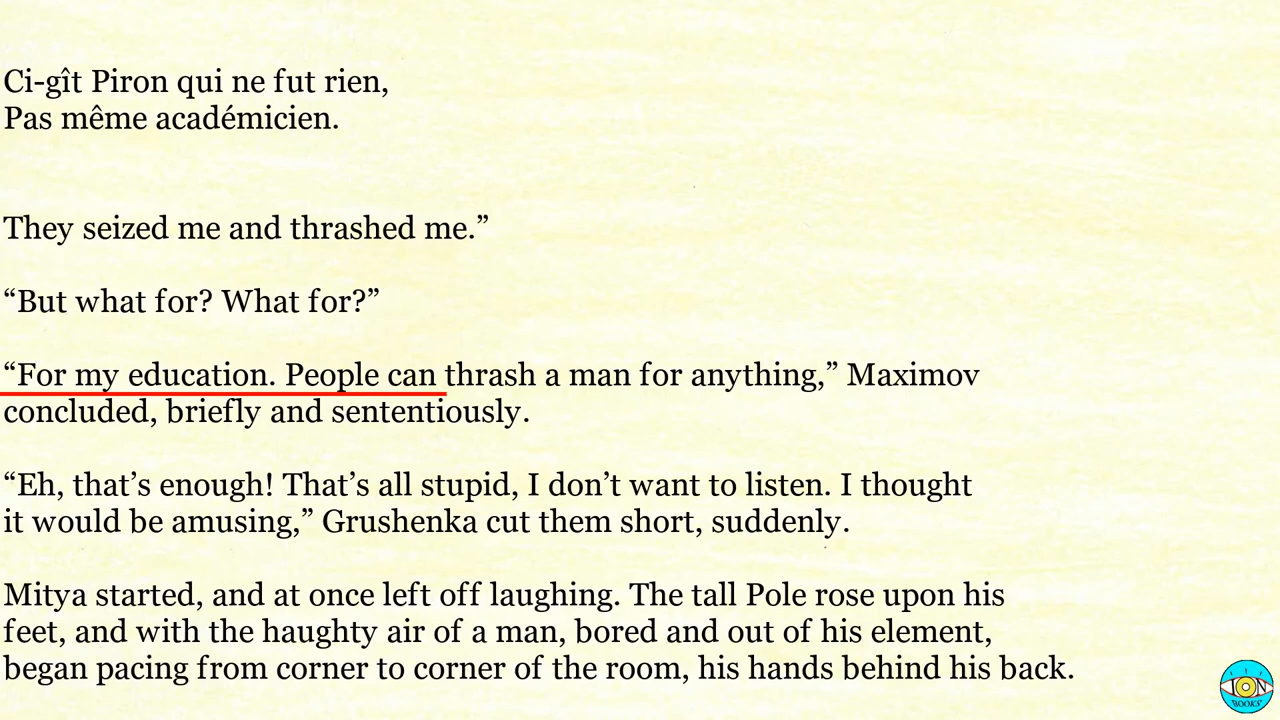 Ci-gît Piron qui ne fut rien,
Pas même académicien.
They seized me and thrashed me.”
“But what for? What for?”
“For my education. People can thrash a man for anything,” Maximov
concluded, briefly and sententiously.
“Eh, that’s enough! That’s all stupid, I don’t want to listen. I thought
it would be amusing,” Grushenka cut them short, suddenly.
Mitya started, and at once left off laughing. The tall Pole rose upon his
feet, and with the haughty air of a man, bored and out of his element,
began pacing from corner to corner of the room, his hands behind his back.
ION
BOOKS